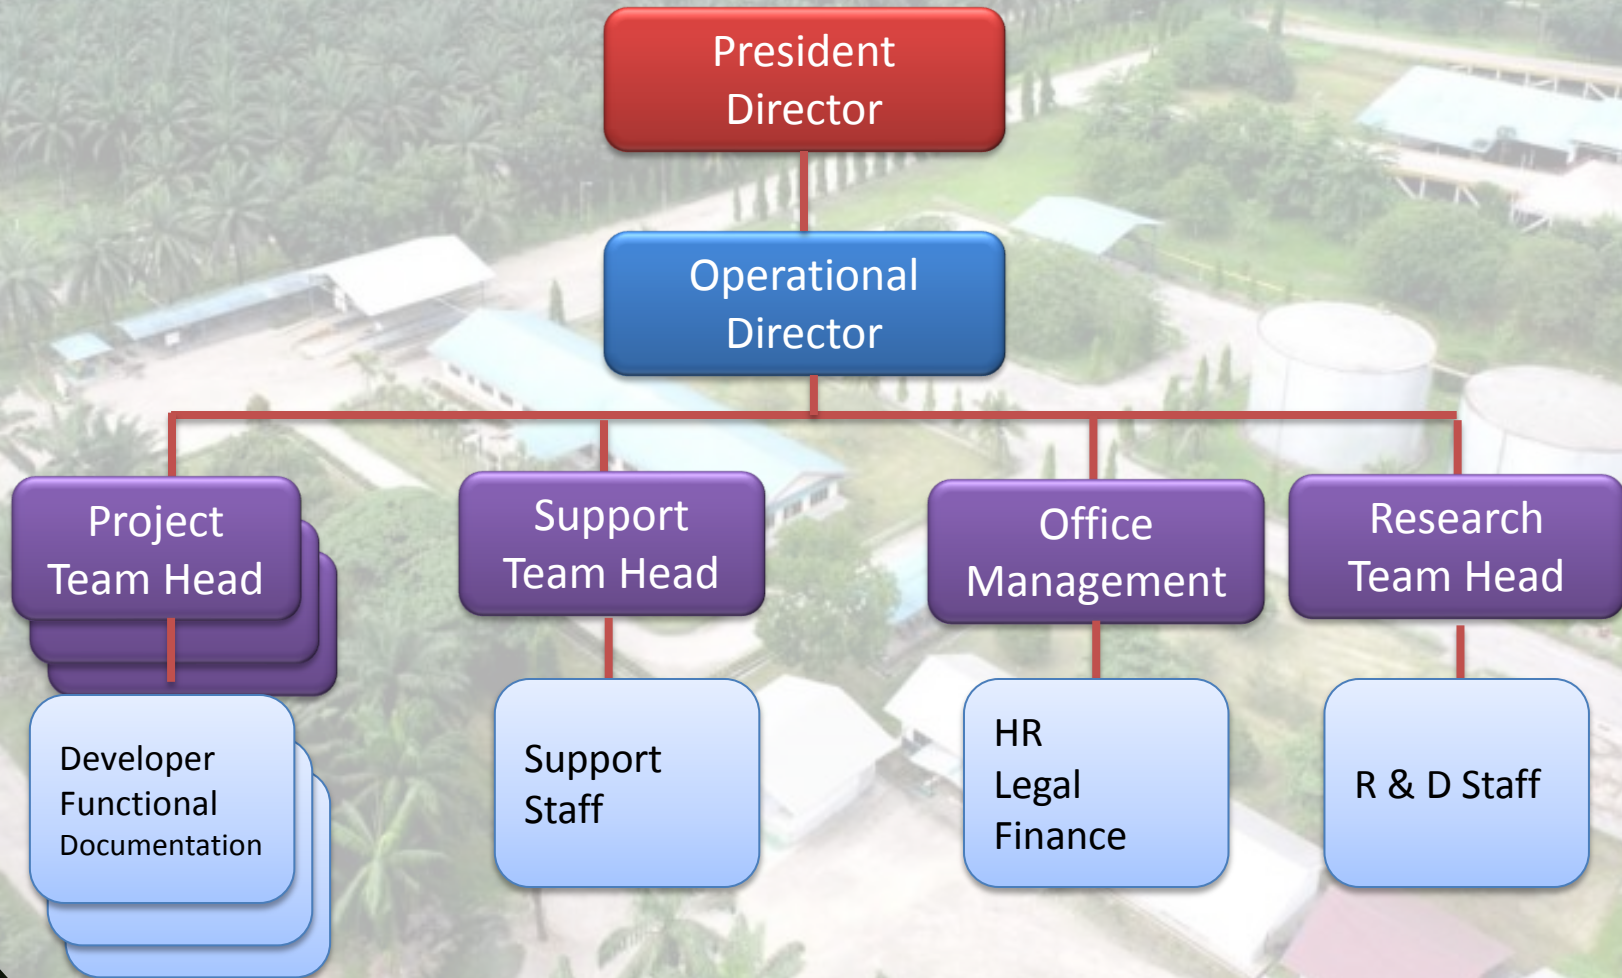 President
Director
Operational
Director
Project
Team Head
Support
Team Head
Office
Management
Research
Team Head
Developer
Functional
Documentation
Support
Staff
HR
Legal
Finance
R & D Staff